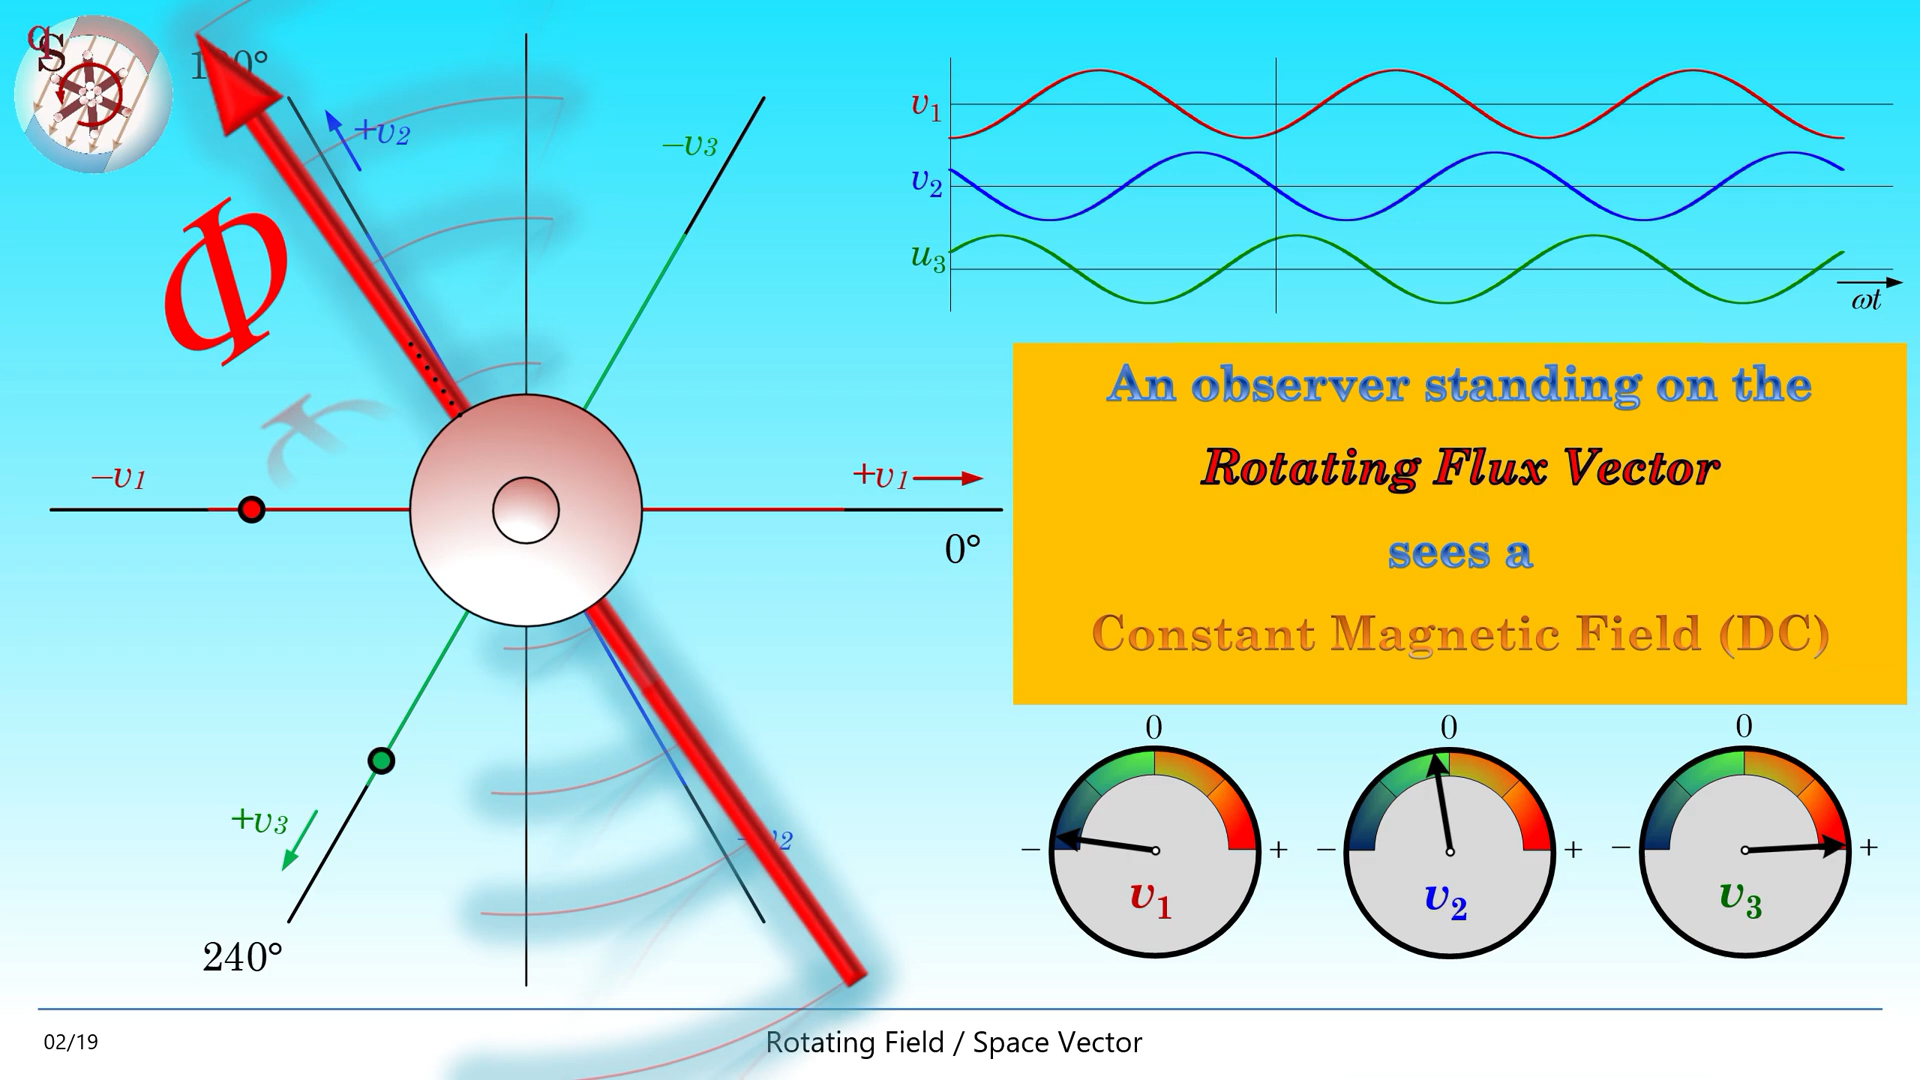 qS
+v2
−v3
Φ
−v1
+v1
0°
+v3
240°
v1
v2
u3
ωt
An observer standing on the
Rotating Flux Vector
sees a
Constant Magnetic Field (DC)
0 0 0
− + − + − +
v1 v2 v3
02/19 Rotating Field / Space Vector